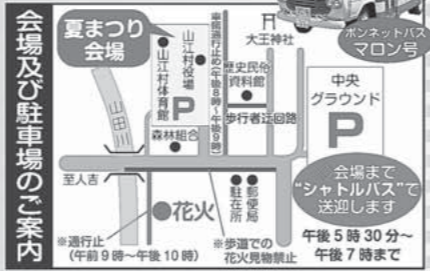 会場及び駐車場のご案内
夏まつり
会場
山江村役場
山江村体育館
P
森林組合
車両通行止め(午後8時~午後9時)
大王神社
ボンネットバス
マロン号
歴史民俗
資料館
歩行者迂回路
中央
グラウンド
P
山田川
至人吉
会場まで
"シャトルバス"で
送迎します
午後5時30分~
午後7時まで
駐在所
郵便局
花火
※通行止
(午前9時~午後10時)
※歩道での
花火見物禁止